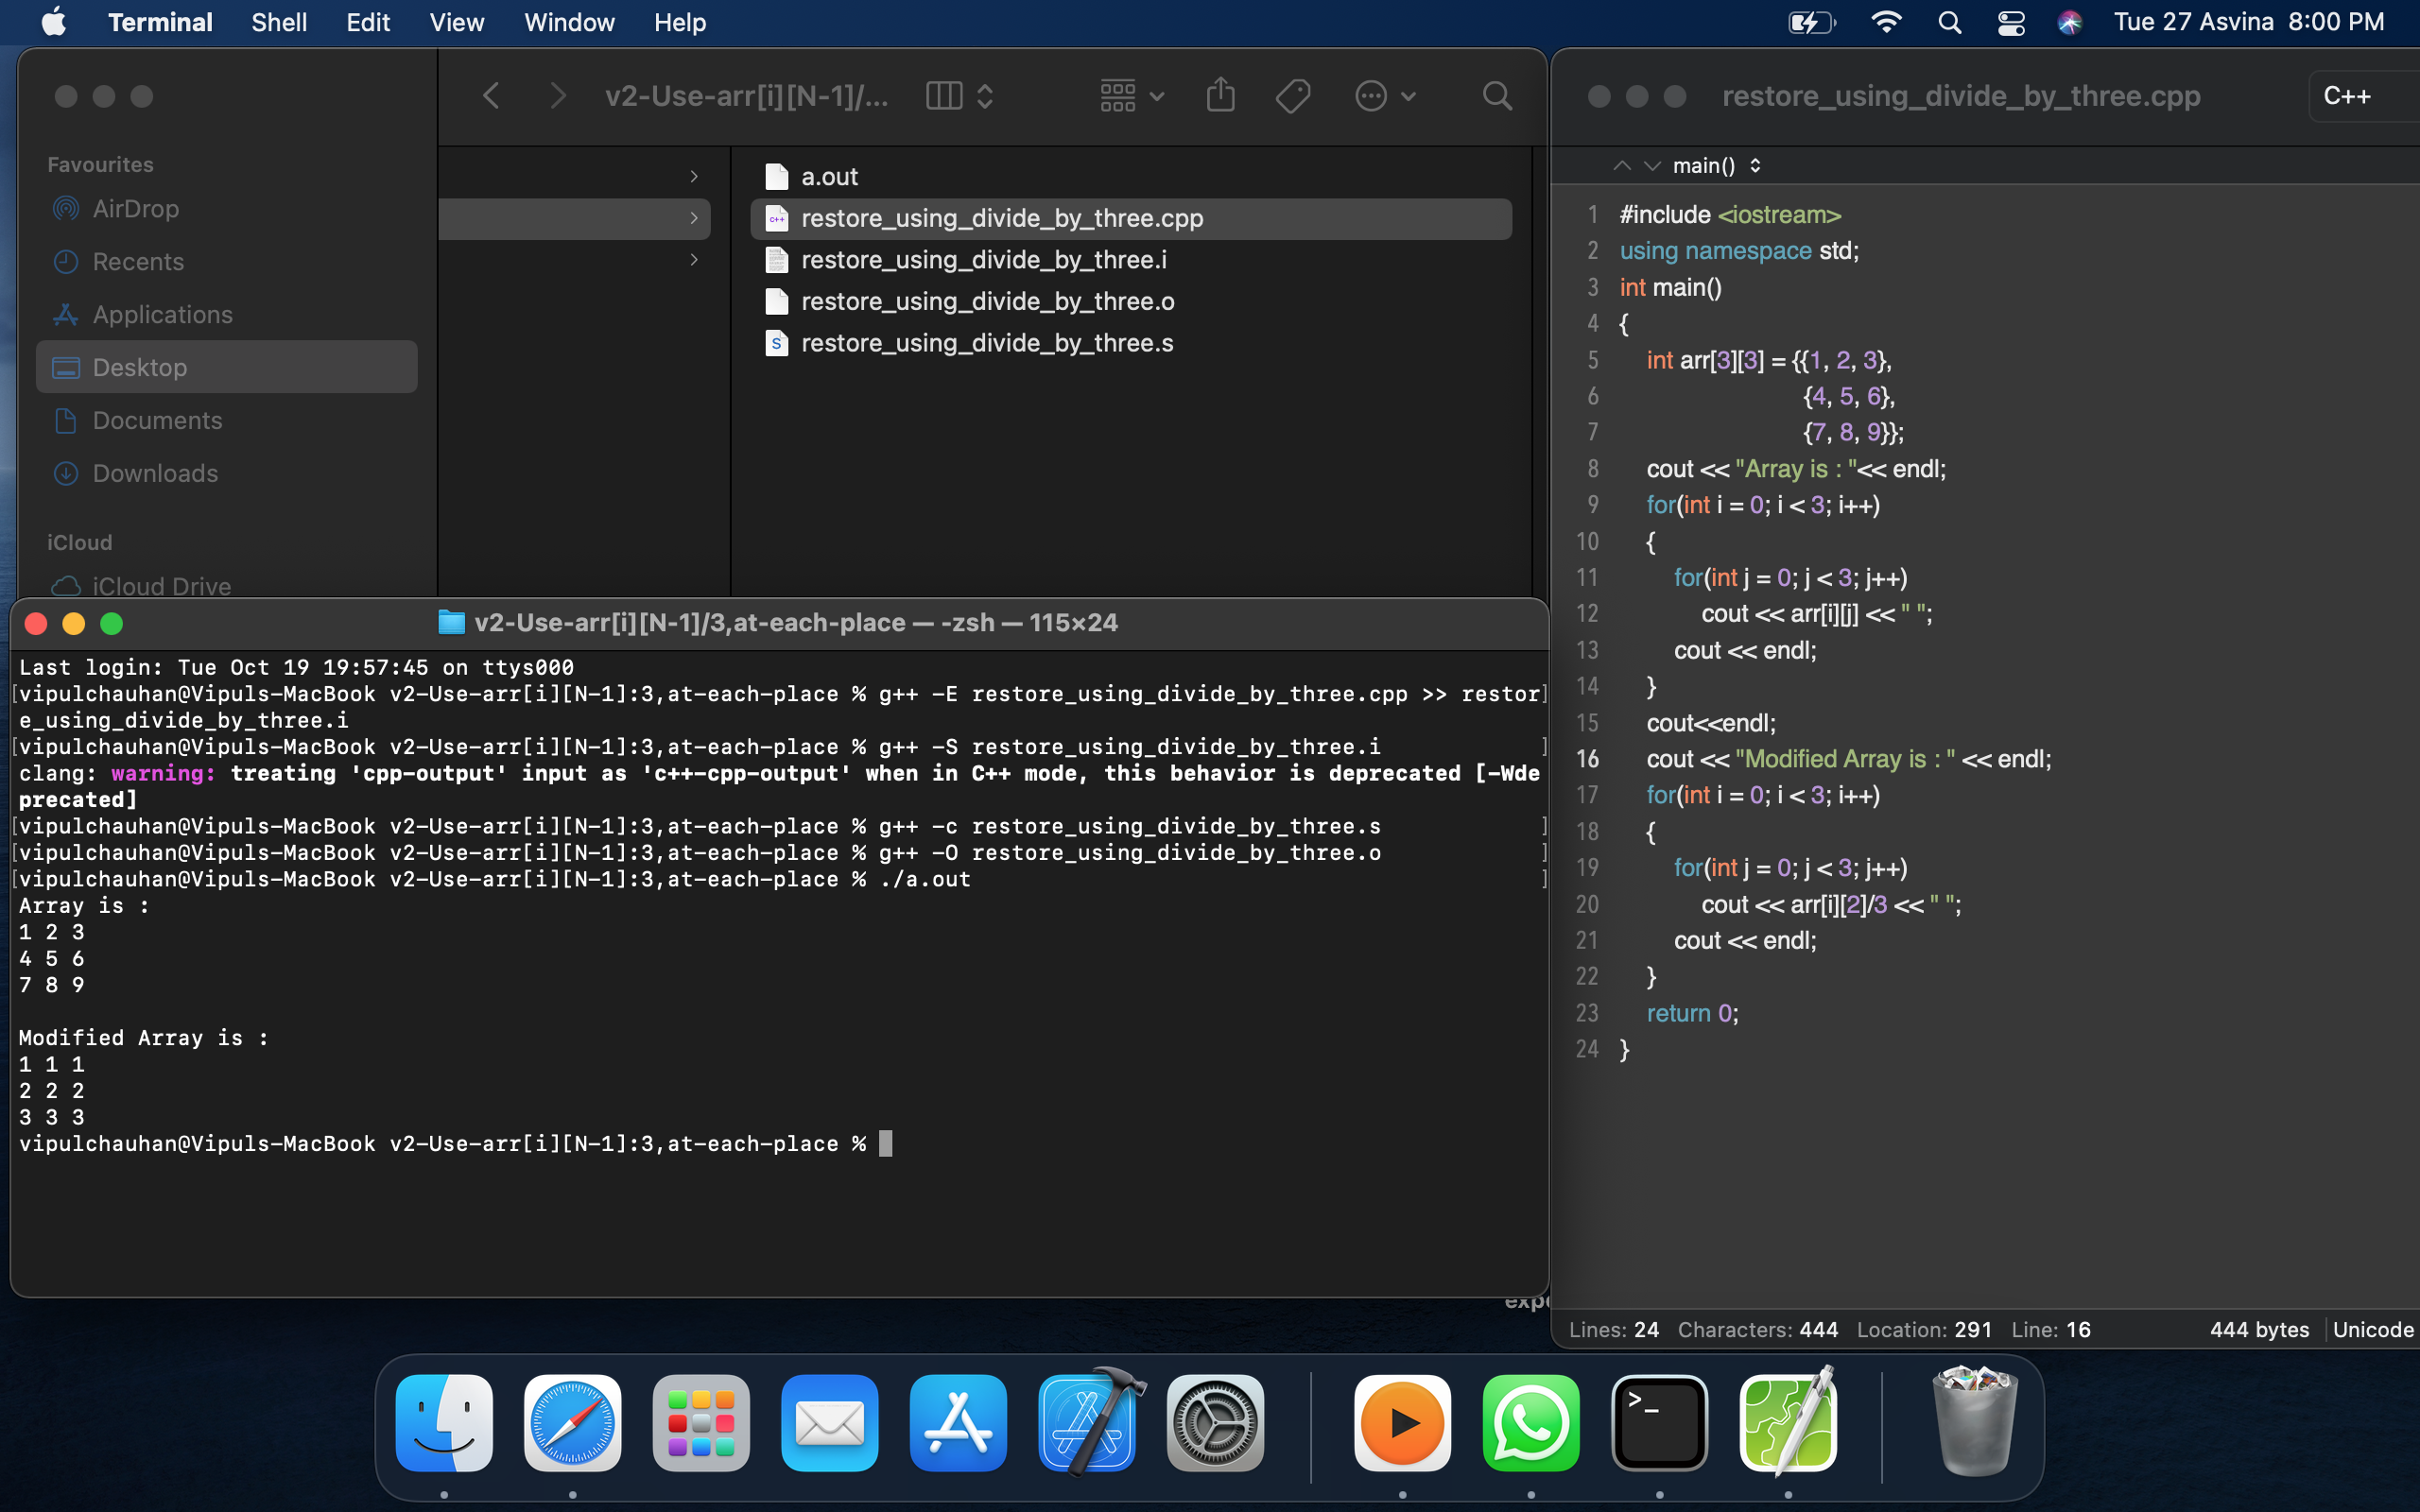 Terminal Shell Edit View Window Help Tue 27 Asvina 8:00 PM
v2-Use-arr[i][N-1]/...
Favourites
AirDrop
Recents
Applications
Desktop
Documents
Downloads
iCloud
iCloud Drive
a.out
restore_using_divide_by_three.cpp
restore_using_divide_by_three.i
restore_using_divide_by_three.o
restore_using_divide_by_three.s
v2-Use-arr[i][N-1]/3,at-each-place — -zsh — 115×24
Last login: Tue Oct 19 19:57:45 on ttys000
[vipulchauhan@Vipuls-MacBook v2-Use-arr[i][N-1]:3,at-each-place % g++ -E restore_using_divide_by_three.cpp >> restor]
e_using_divide_by_three.i
[vipulchauhan@Vipuls-MacBook v2-Use-arr[i][N-1]:3,at-each-place % g++ -S restore_using_divide_by_three.i ]
clang: warning: treating 'cpp-output' input as 'c++-cpp-output' when in C++ mode, this behavior is deprecated [-Wde
precated]
[vipulchauhan@Vipuls-MacBook v2-Use-arr[i][N-1]:3,at-each-place % g++ -c restore_using_divide_by_three.s ]
[vipulchauhan@Vipuls-MacBook v2-Use-arr[i][N-1]:3,at-each-place % g++ -O restore_using_divide_by_three.o ]
[vipulchauhan@Vipuls-MacBook v2-Use-arr[i][N-1]:3,at-each-place % ./a.out ]
Array is :
1 2 3
4 5 6
7 8 9
Modified Array is :
1 1 1
2 2 2
3 3 3
vipulchauhan@Vipuls-MacBook v2-Use-arr[i][N-1]:3,at-each-place %
restore_using_divide_by_three.cpp C++
main()
1 #include <iostream>
2 using namespace std;
3 int main()
4 {
5 int arr[3][3] = {{1, 2, 3},
6 {4, 5, 6},
7 {7, 8, 9}};
8 cout << "Array is : "<< endl;
9 for(int i = 0; i < 3; i++)
10 {
11 for(int j = 0; j < 3; j++)
12 cout << arr[i][j] << " ";
13 cout << endl;
14 }
15 cout<<endl;
16 cout << "Modified Array is : " << endl;
17 for(int i = 0; i < 3; i++)
18 {
19 for(int j = 0; j < 3; j++)
20 cout << arr[i][2]/3 << " ";
21 cout << endl;
22 }
23 return 0;
24 }
Lines: 24 Characters: 444 Location: 291 Line: 16 444 bytes Unicode